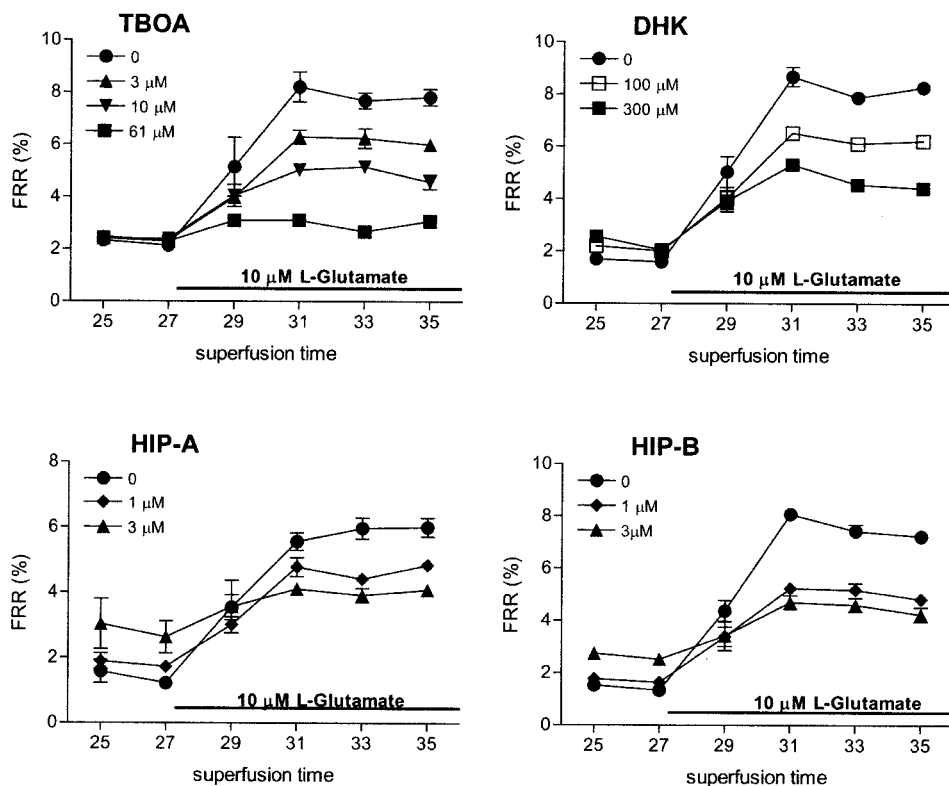 TBOA
10
8
6
4
2
0
FRR (%)
0
3 µM
10 µM
61 µM
10 µM L-Glutamate
25 27 29 31 33 35
superfusion time
DHK
10
8
6
4
2
0
FRR (%)
0
100 µM
300 µM
10 µM L-Glutamate
25 27 29 31 33 35
superfusion time
HIP-A
8
6
4
2
0
FRR (%)
0
1 µM
3 µM
10 µM L-Glutamate
25 27 29 31 33 35
superfusion time
HIP-B
10
8
6
4
2
0
FRR (%)
0
1 µM
3µM
10 µM L-Glutamate
25 27 29 31 33 35
superfusion time